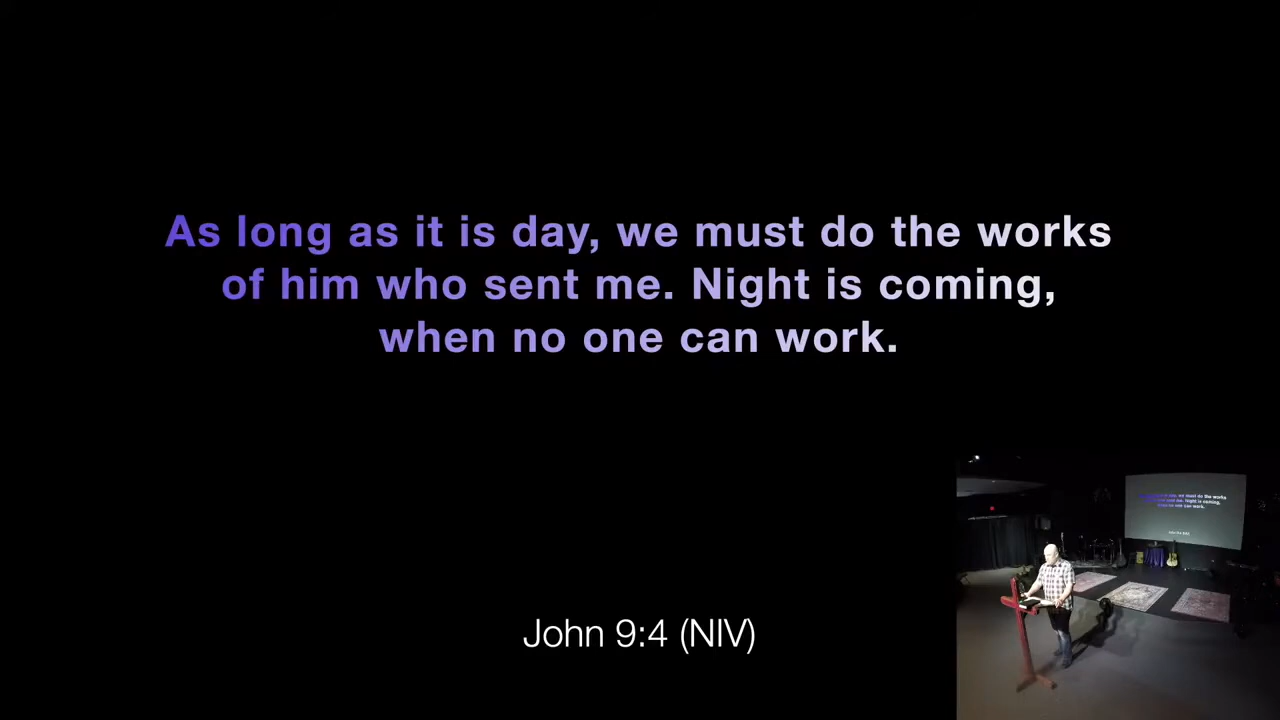 As long as it is day, we must do the works
of him who sent me. Night is coming,
when no one can work.
John 9:4 (NIV)